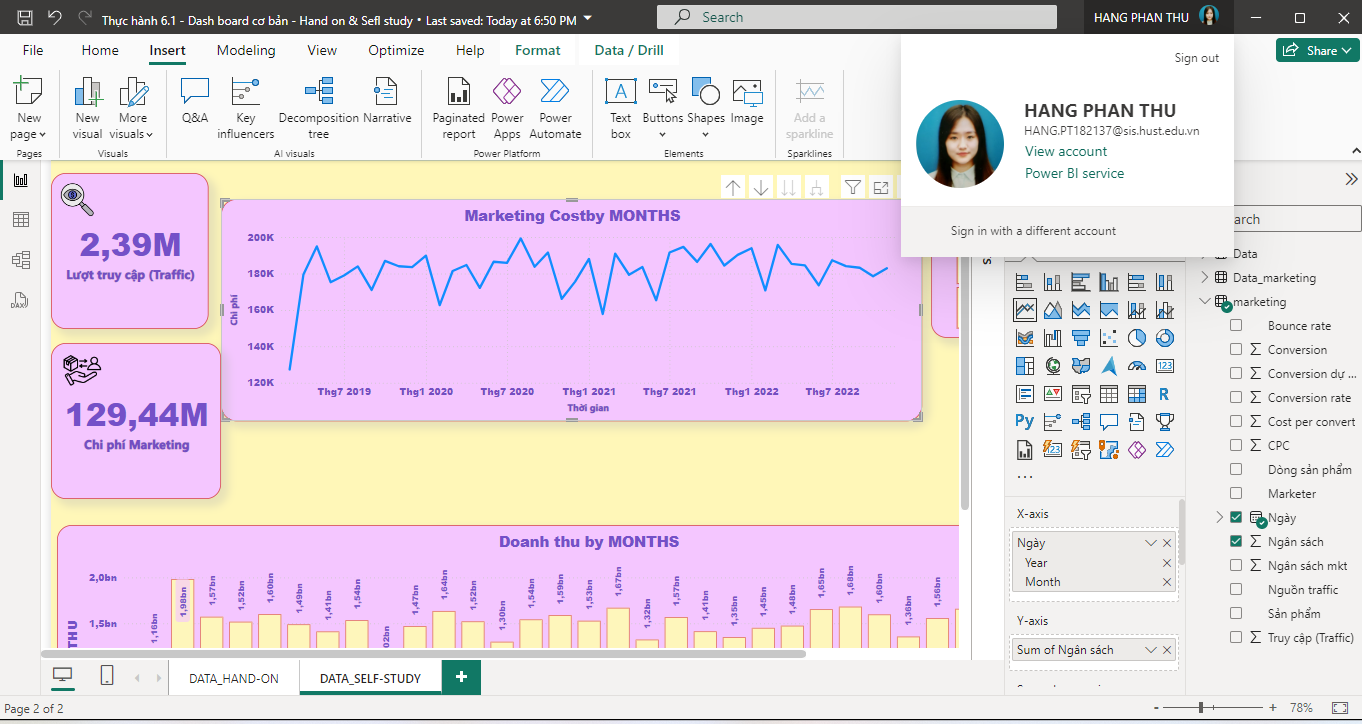 Thực hành 6.1 - Dash board cơ bản - Hand on & Sefl study • Last saved: Today at 6:50 PM
Search
HANG PHAN THU
File Home Insert Modeling View Optimize Help Format Data / Drill
Share
New page
New visual
More visuals
Q&A
Key influencers
Decomposition tree
Narrative
Paginated report
Power Apps
Power Automate
Text box
Buttons
Shapes
Image
Add a sparkline
Pages
Visuals
AI visuals
Power Platform
Elements
Sparklines
Sign out
HANG PHAN THU
HANG.PT182137@sis.hust.edu.vn
View account
Power BI service
Sign in with a different account
2,39M
Lượt truy cập (Traffic)
129,44M
Chi phí Marketing
Marketing Costby MONTHS
200K
180K
160K
140K
120K
Chi phí
Thg7 2019 Thg1 2020 Thg7 2020 Thg1 2021 Thg7 2021 Thg1 2022 Thg7 2022
Thời gian
Doanh thu by MONTHS
2,0bn
1,5bn
THU
1,16bn
1,98bn
1,57bn
1,52bn
1,60bn
1,49bn
1,41bn
1,54bn
02bn
1,47bn
1,64bn
1,52bn
1,30bn
1,54bn
1,59bn
1,53bn
1,67bn
1,32bn
1,57bn
1,41bn
1,35bn
1,45bn
1,48bn
1,65bn
1,68bn
1,60bn
1,36bn
1,56bn
DAX
123
R
Py
123
X-axis
Ngày
Year
Month
Y-axis
Sum of Ngân sách
arch
Data
Data_marketing
marketing
Bounce rate
Conversion
Conversion dự ...
Conversion rate
Cost per convert
CPC
Dòng sản phẩm
Marketer
Ngày
Ngân sách
Ngân sách mkt
Nguồn traffic
Sản phẩm
Truy cập (Traffic)
DATA_HAND-ON
DATA_SELF-STUDY
Page 2 of 2
78%